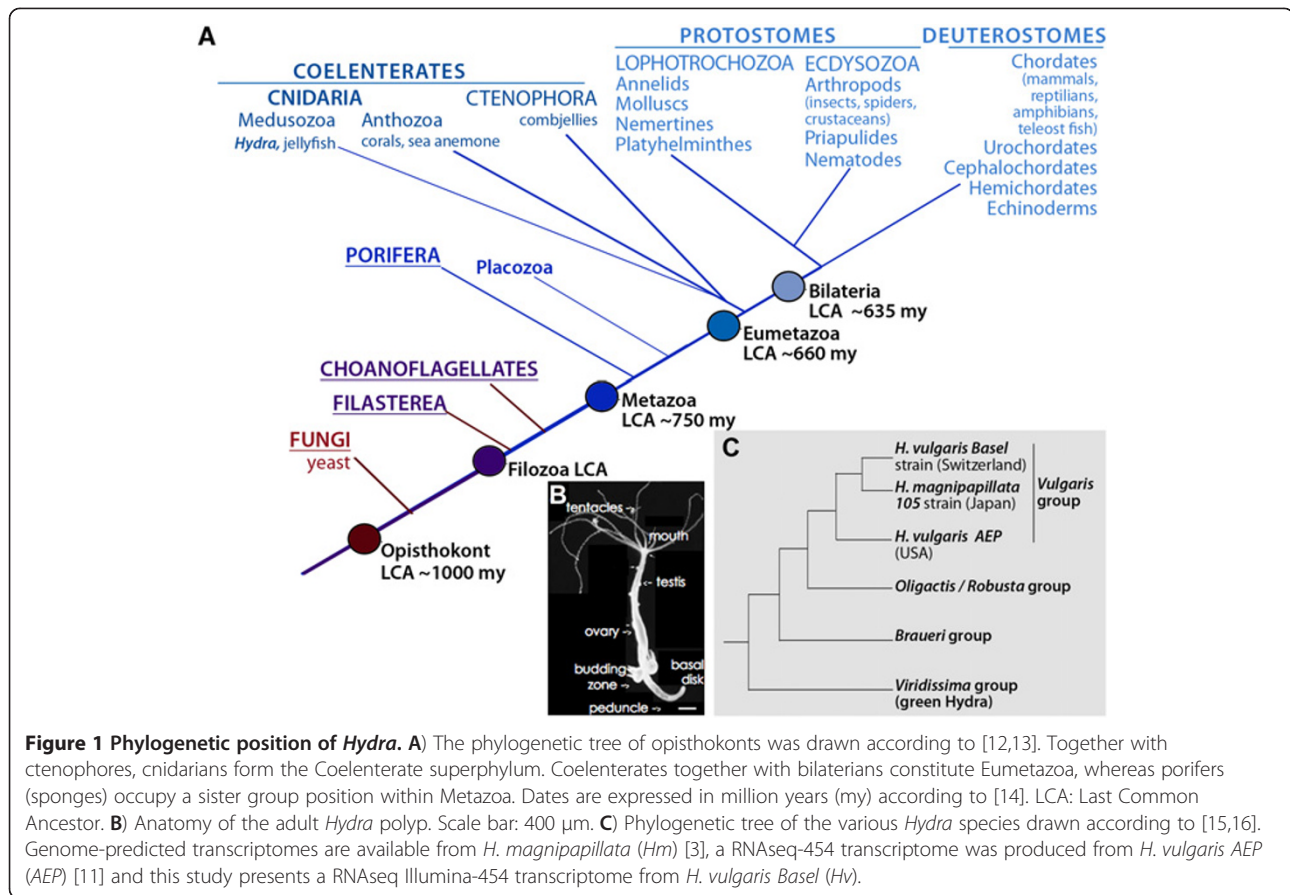 A
COELENTERATES
CNIDARIA
Medusozoa
Hydra, jellyfish
Anthozoa
corals, sea anemone
CTENOPHORA
combjellies
PROTOSTOMES
LOPHOTROCHOZOA
Annelids
Molluscs
Nemertines
Platyhelminthes
ECDYSOZOA
Arthropods
(insects, spiders,
crustaceans)
Priapulides
Nematodes
DEUTEROSTOMES
Chordates
(mammals,
reptilians,
amphibians,
teleost fish)
Urochordates
Cephalochordates
Hemichordates
Echinoderms
PORIFERA
Placozoa
Bilateria
LCA ~635 my
Eumetazoa
LCA ~660 my
CHOANOFLAGELLATES
FILASTEREA
Metazoa
LCA ~750 my
FUNGI
yeast
Filozoa LCA
Opisthokont
LCA ~1000 my
B
tentacles
mouth
testis
ovary
budding
zone
basal
disk
peduncle
C
H. vulgaris Basel
strain (Switzerland)
H. magnipapillata
105 strain (Japan)
Vulgaris
group
H. vulgaris AEP
(USA)
Oligactis / Robusta group
Braueri group
Viridissima group
(green Hydra)
Figure 1 Phylogenetic position of Hydra. A) The phylogenetic tree of opisthokonts was drawn according to [12,13]. Together with
ctenophores, cnidarians form the Coelenterate superphylum. Coelenterates together with bilaterians constitute Eumetazoa, whereas porifers
(sponges) occupy a sister group position within Metazoa. Dates are expressed in million years (my) according to [14]. LCA: Last Common
Ancestor. B) Anatomy of the adult Hydra polyp. Scale bar: 400 μm. C) Phylogenetic tree of the various Hydra species drawn according to [15,16].
Genome-predicted transcriptomes are available from H. magnipapillata (Hm) [3], a RNAseq-454 transcriptome was produced from H. vulgaris AEP
(AEP) [11] and this study presents a RNAseq Illumina-454 transcriptome from H. vulgaris Basel (Hv).